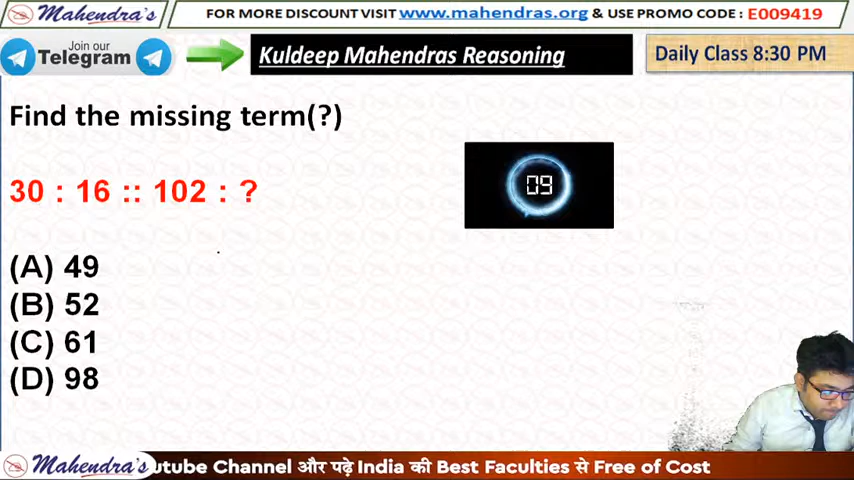 Mahendra's
FOR MORE DISCOUNT VISIT www.mahendras.org & USE PROMO CODE : E009419
Join our
Telegram
Kuldeep Mahendras Reasoning
Daily Class 8:30 PM
Find the missing term(?)
09
30 : 16 :: 102 : ?
(A) 49
(B) 52
(C) 61
(D) 98
Mahendra's
utube Channel और पढ़े India की Best Faculties से Free of Cost